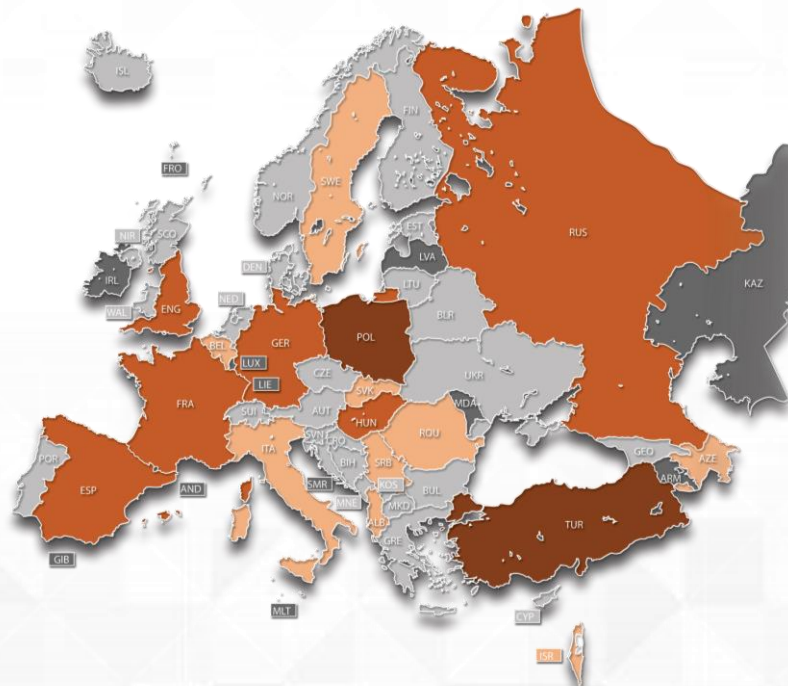 ISL
FIN
FRO
NOR
SWE
RUS
NIR
SCO
EST
IRL
DEN
LVA
KAZ
WAL
ENG
NED
LTU
BLR
BEL
GER
POL
LUX
CZE
UKR
LIE
SVK
MDA
FRA
SUI
AUT
HUN
ROU
SVN
CRO
ITA
BIH
SRB
GEO
AZE
POR
ESP
AND
SMR
MNE
KOS
BUL
ARM
MKD
ALB
TUR
GRE
GIB
MLT
CYP
ISR